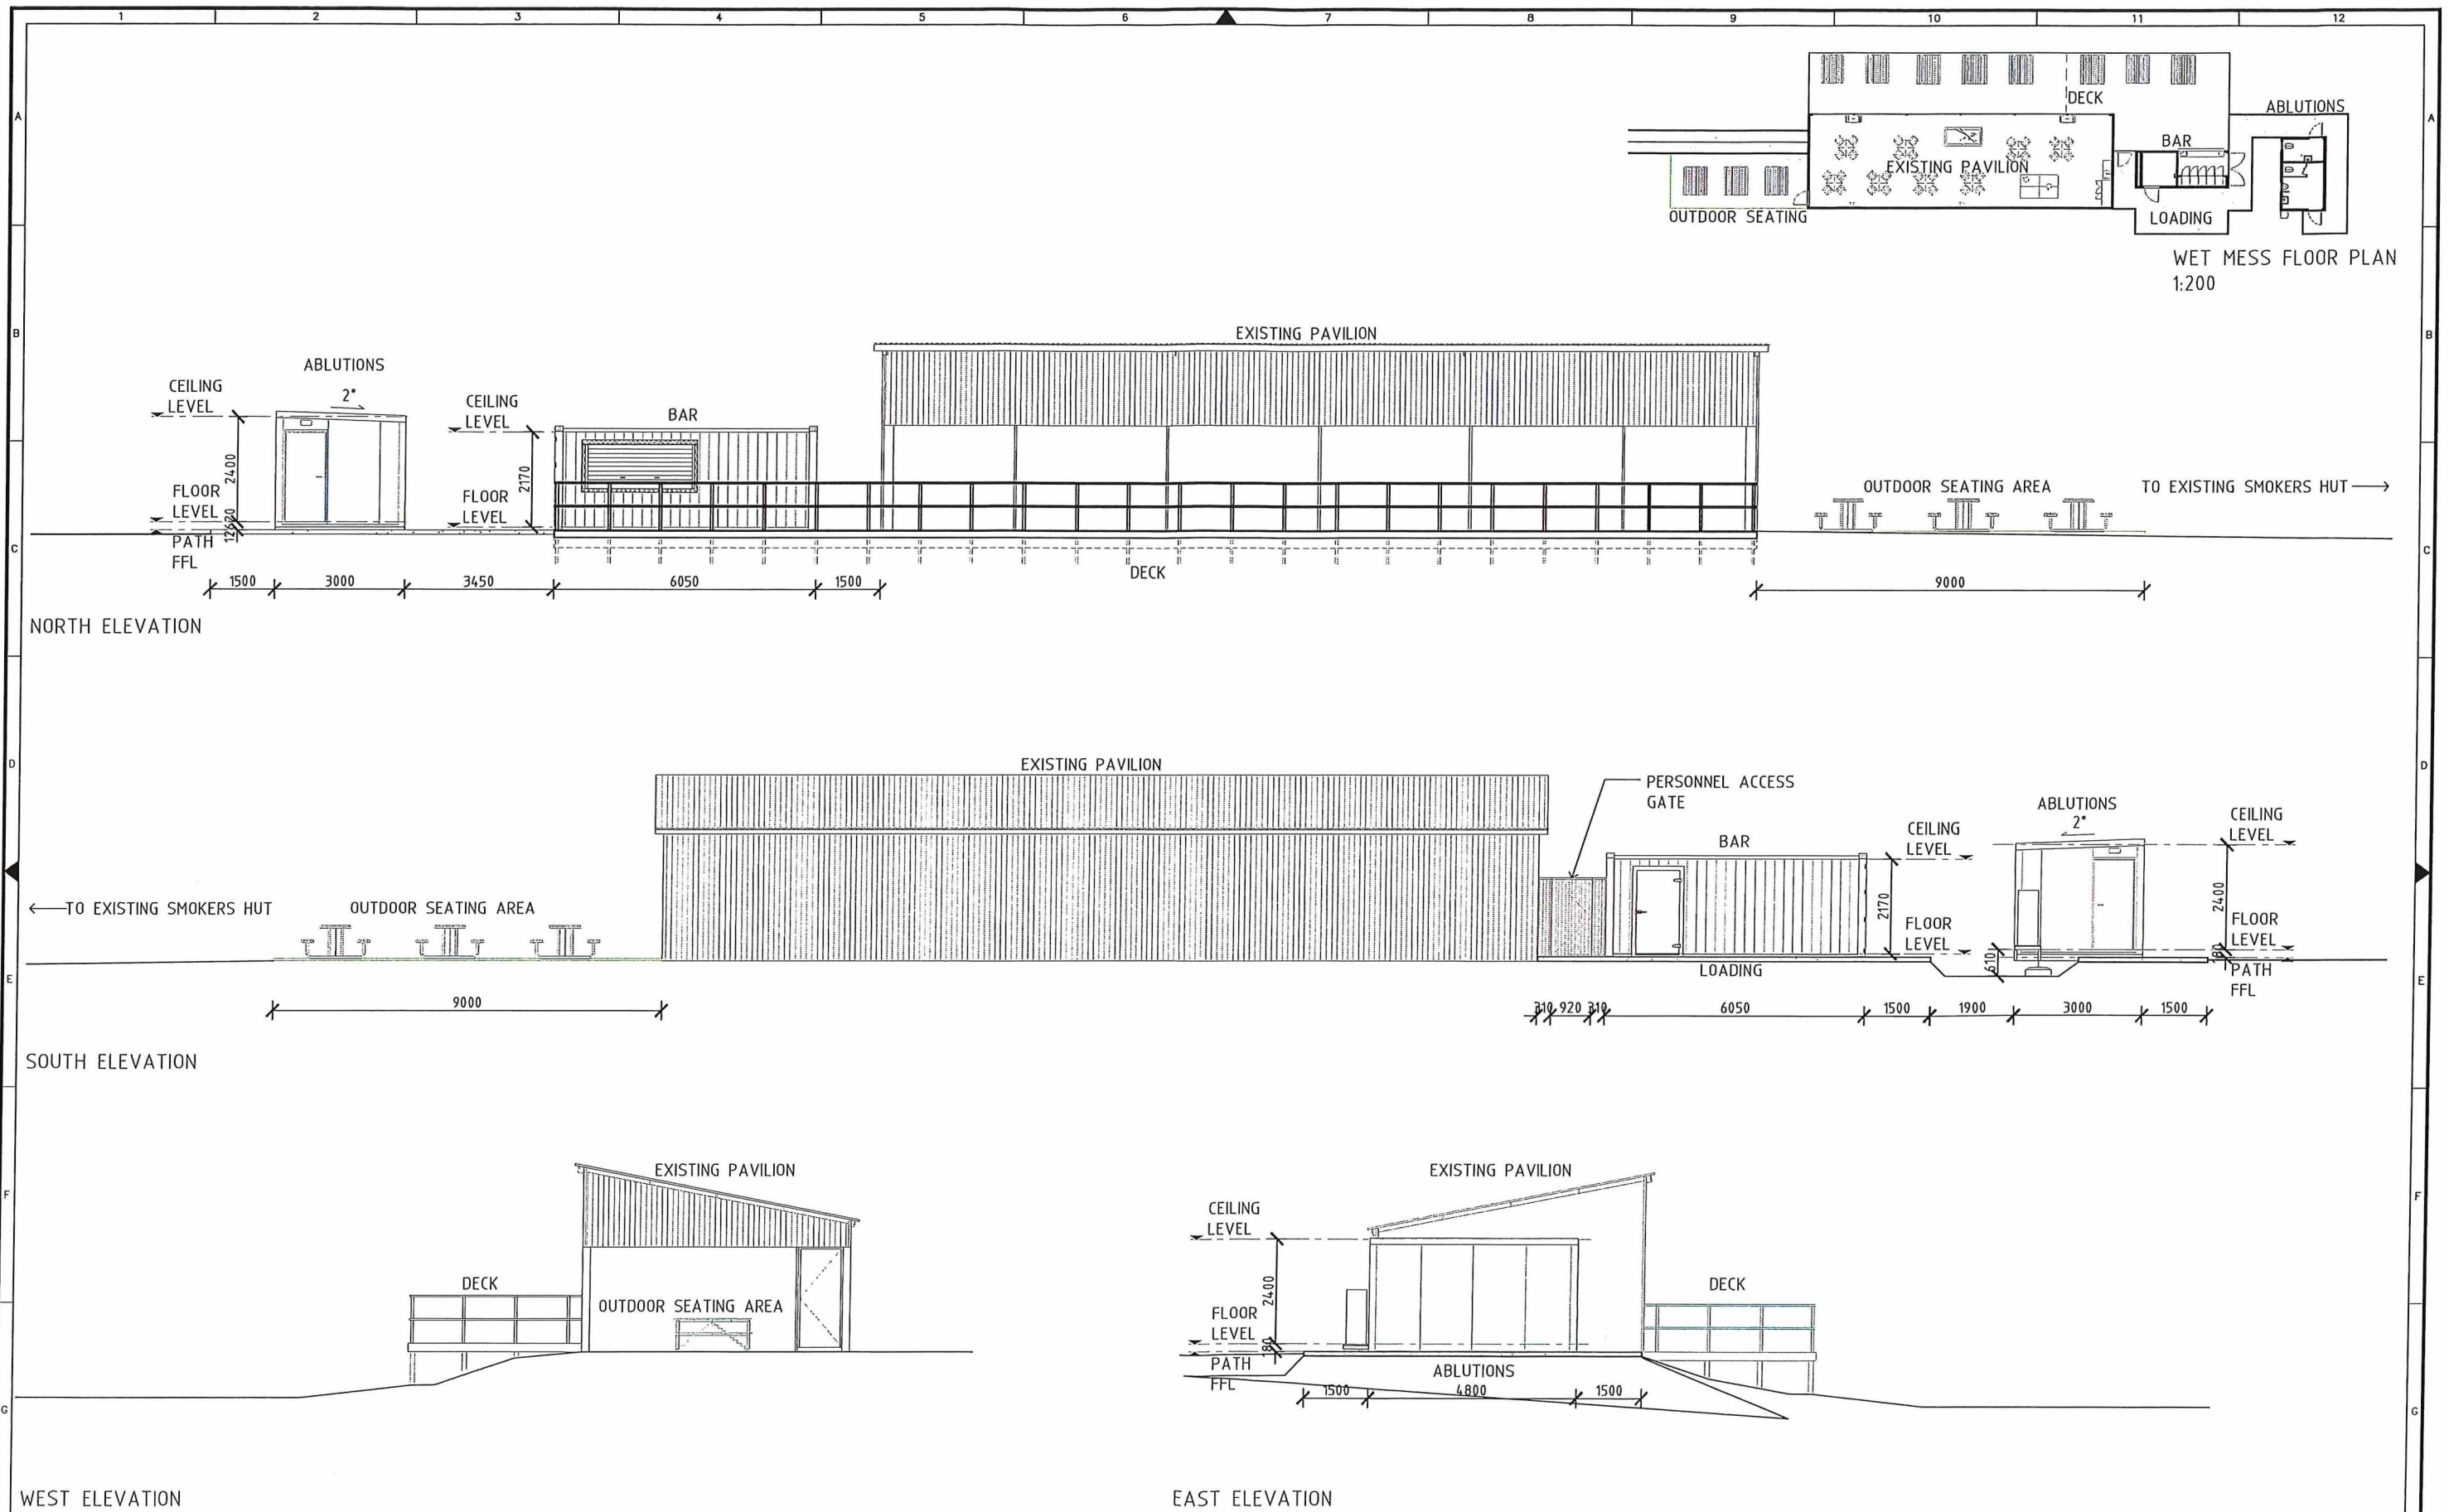 1 2 3 4 5 6 7 8 9 10 11 12
A
A
DECK
ABLUTIONS
BAR
EXISTING PAVILION
OUTDOOR SEATING
LOADING
WET MESS FLOOR PLAN
1:200
B
B
EXISTING PAVILION
ABLUTIONS
2°
CEILING
LEVEL
CEILING
LEVEL
BAR
2400
2170
FLOOR
LEVEL
FLOOR
LEVEL
OUTDOOR SEATING AREA
TO EXISTING SMOKERS HUT
PATH
FFL
C
C
DECK
1500 3000 3450 6050 1500 9000
NORTH ELEVATION
D
D
EXISTING PAVILION
PERSONNEL ACCESS
GATE
ABLUTIONS
2°
CEILING
LEVEL
BAR
CEILING
LEVEL
2170
2400
TO EXISTING SMOKERS HUT
OUTDOOR SEATING AREA
FLOOR
LEVEL
FLOOR
LEVEL
610
180
LOADING
PATH
FFL
E
E
9000
310 920 310 6050 1500 1900 3000 1500
SOUTH ELEVATION
F
F
EXISTING PAVILION
DECK
OUTDOOR SEATING AREA
WEST ELEVATION
EXISTING PAVILION
CEILING
LEVEL
2400
DECK
FLOOR
LEVEL
180
PATH
FFL
ABLUTIONS
1500 4800 1500
G
G
EAST ELEVATION